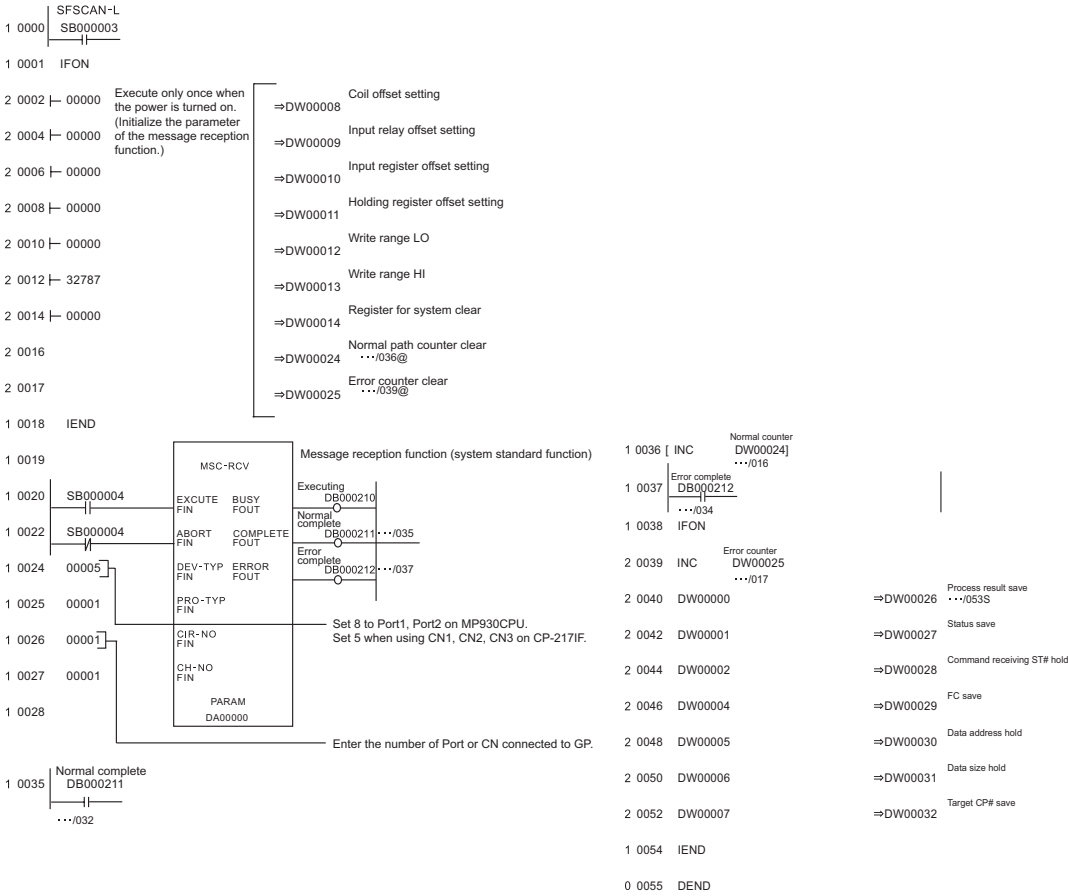 SFSCAN-L
1 0000 SB000003
1 0001 IFON
2 0002 00000 ⇒DW00008 Coil offset setting
Execute only once when
the power is turned on.
(Initialize the parameter
of the message reception
function.)
2 0004 00000 ⇒DW00009 Input relay offset setting
2 0006 00000 ⇒DW00010 Input register offset setting
2 0008 00000 ⇒DW00011 Holding register offset setting
2 0010 00000 ⇒DW00012 Write range LO
2 0012 32787 ⇒DW00013 Write range HI
2 0014 00000 ⇒DW00014 Register for system clear
2 0016 ⇒DW00024 Normal path counter clear
···/036@
2 0017 ⇒DW00025 Error counter clear
···/039@
1 0018 IEND
1 0019 MSC-RCV Message reception function (system standard function)
Executing
1 0020 SB000004 EXCUTE BUSY DB000210
FIN FOUT
Normal
complete
1 0022 SB000004 ABORT COMPLETE DB000211 ···/035
FIN FOUT
Error
complete
1 0024 00005 DEV-TYP ERROR DB000212 ···/037
FIN FOUT
1 0025 00001 PRO-TYP
FIN
Set 8 to Port1, Port2 on MP930CPU.
Set 5 when using CN1, CN2, CN3 on CP-217IF.
1 0026 00001 CIR-NO
FIN
1 0027 00001 CH-NO
FIN
1 0028 PARAM
DA00000
Enter the number of Port or CN connected to GP.
Normal complete
1 0035 DB000211
···/032
Normal counter
1 0036 [ INC DW00024]
···/016
Error complete
1 0037 DB000212
···/034
1 0038 IFON
Error counter
2 0039 INC DW00025
···/017
2 0040 DW00000 ⇒DW00026 Process result save
···/053S
2 0042 DW00001 ⇒DW00027 Status save
2 0044 DW00002 ⇒DW00028 Command receiving ST# hold
2 0046 DW00004 ⇒DW00029 FC save
2 0048 DW00005 ⇒DW00030 Data address hold
2 0050 DW00006 ⇒DW00031 Data size hold
2 0052 DW00007 ⇒DW00032 Target CP# save
1 0054 IEND
0 0055 DEND